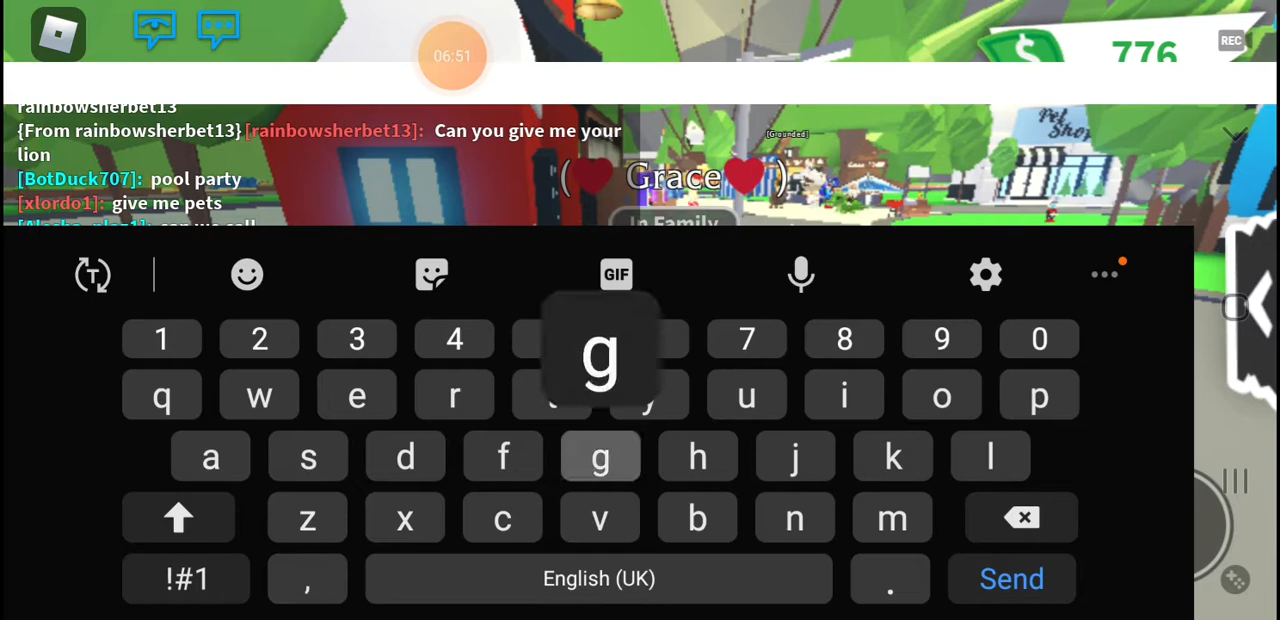 06:51
776
REC
rainbowsherbet13
{From rainbowsherbet13}[rainbowsherbet13]: Can you give me your
lion
[BotDuck707]: pool party
[xlordo1]: give me pets
[Grounded]
Pet
Shop
(❤ Grace❤)
In Family
T
GIF
g
1 2 3 4 7 8 9 0
q w e r t y u i o p
a s d f g h j k l
z x c v b n m
!#1 , English (UK) . Send